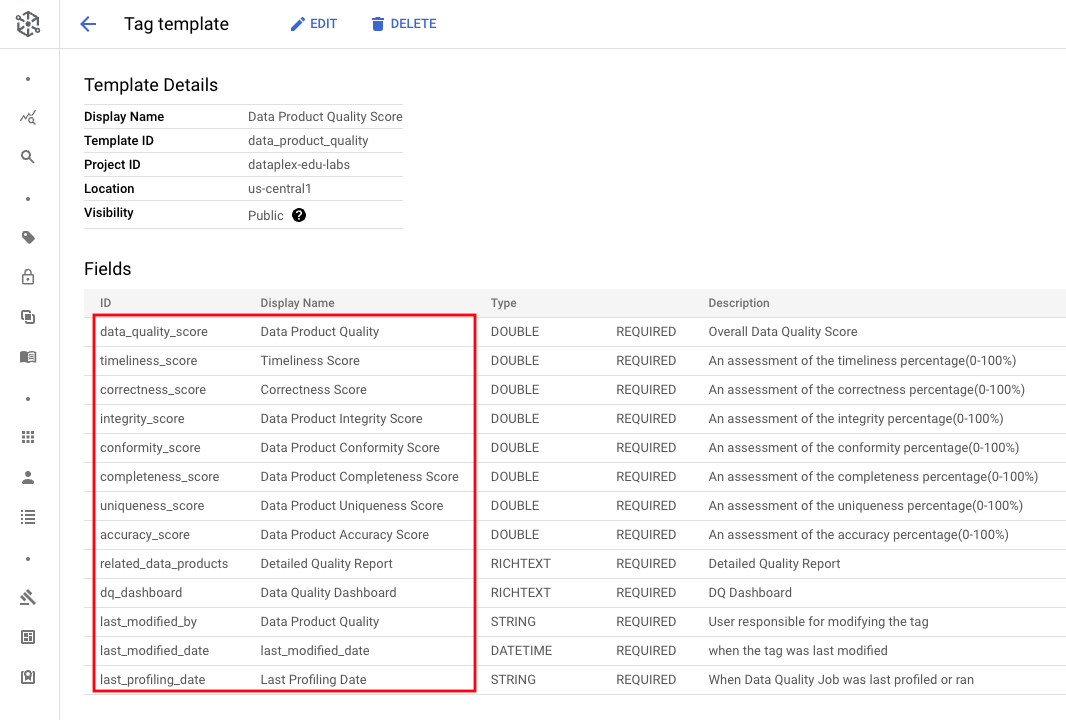 Tag template EDIT DELETE
Template Details
Display Name Data Product Quality Score
Template ID data_product_quality
Project ID dataplex-edu-labs
Location us-central1
Visibility Public ?
Fields
ID Display Name Type Description
data_quality_score Data Product Quality DOUBLE REQUIRED Overall Data Quality Score
timeliness_score Timeliness Score DOUBLE REQUIRED An assessment of the timeliness percentage(0-100%)
correctness_score Correctness Score DOUBLE REQUIRED An assessment of the correctness percentage(0-100%)
integrity_score Data Product Integrity Score DOUBLE REQUIRED An assessment of the integrity percentage(0-100%)
conformity_score Data Product Conformity Score DOUBLE REQUIRED An assessment of the conformity percentage(0-100%)
completeness_score Data Product Completeness Score DOUBLE REQUIRED An assessment of the completeness percentage(0-100%)
uniqueness_score Data Product Uniqueness Score DOUBLE REQUIRED An assessment of the uniqueness percentage(0-100%)
accuracy_score Data Product Accuracy Score DOUBLE REQUIRED An assessment of the accuracy percentage(0-100%)
related_data_products Detailed Quality Report RICHTEXT REQUIRED Detailed Quality Report
dq_dashboard Data Quality Dashboard RICHTEXT REQUIRED DQ Dashboard
last_modified_by Data Product Quality STRING REQUIRED User responsible for modifying the tag
last_modified_date last_modified_date DATETIME REQUIRED when the tag was last modified
last_profiling_date Last Profiling Date STRING REQUIRED When Data Quality Job was last profiled or ran